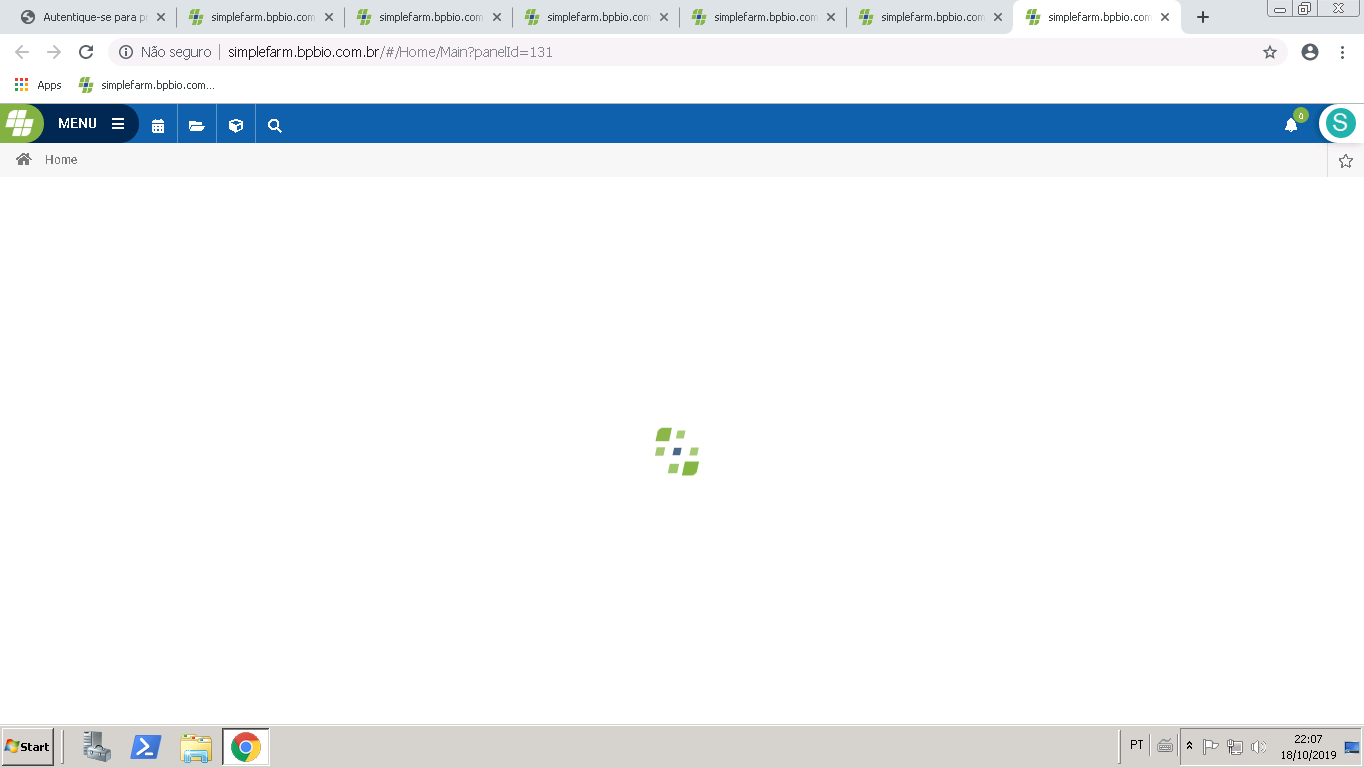 Autentique-se para p
simplefarm.bpbio.com
simplefarm.bpbio.com
simplefarm.bpbio.com
simplefarm.bpbio.com
simplefarm.bpbio.com
simplefarm.bpbio.com
Não seguro | simplefarm.bpbio.com.br/#/Home/Main?panelId=131
Apps
simplefarm.bpbio.com...
MENU
0
S
Home
Start
PT
22:07
18/10/2019